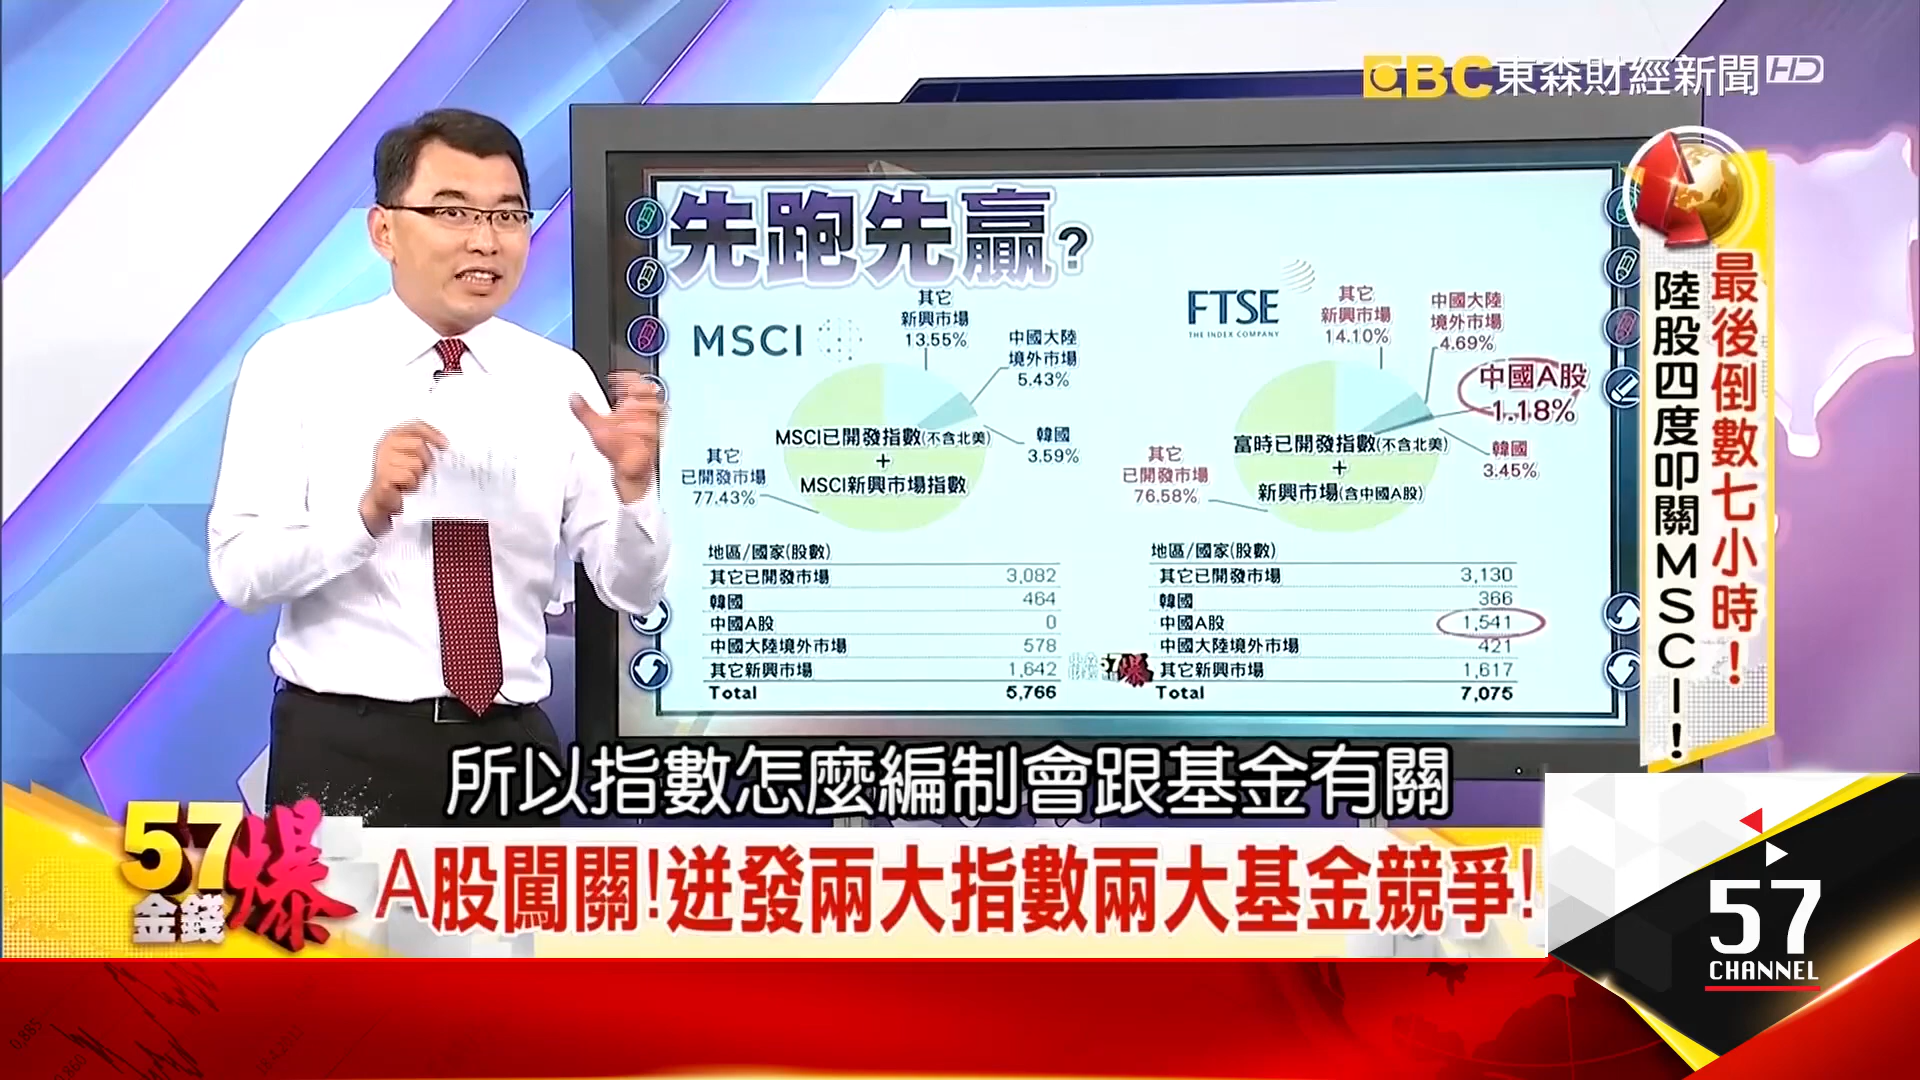 EBC東森財經新聞HD
最後倒數七小時!
陸股四度叩關MSCI!
先跑先贏?
MSCI
其它
新興市場
13.55%
中國大陸
境外市場
5.43%
韓國
3.59%
其它
已開發市場
77.43%
MSCI已開發指數(不含北美)
+
MSCI新興市場指數
地區/國家(股數)
其它已開發市場 3,082
韓國 464
中國A股 0
中國大陸境外市場 578
其它新興市場 1,642
Total 5,766
FTSE
THE INDEX COMPANY
其它
新興市場
14.10%
中國大陸
境外市場
4.69%
中國A股
1.18%
韓國
3.45%
其它
已開發市場
76.58%
富時已開發指數(不含北美)
+
新興市場(含中國A股)
地區/國家(股數)
其它已開發市場 3,130
韓國 366
中國A股 1,541
中國大陸境外市場 421
其它新興市場 1,617
Total 7,075
57爆
所以指數怎麼編制會跟基金有關
57金錢爆
A股闖關!迸發兩大指數兩大基金競爭!
57
CHANNEL
0.885
0.860